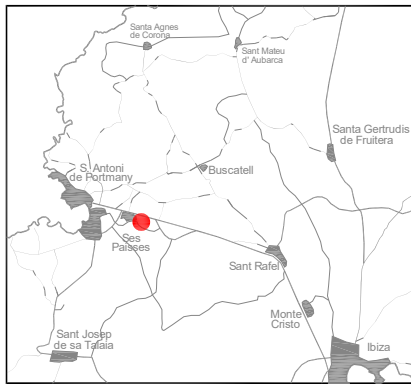 Santa Agnes
de Corona
Sant Mateu
d' Aubarca
Santa Gertrudis
de Fruitera
S. Antoni
de Portmany
Buscatell
Ses
Païsses
Sant Rafel
Monte
Cristo
Sant Josep
de sa Talaia
Ibiza